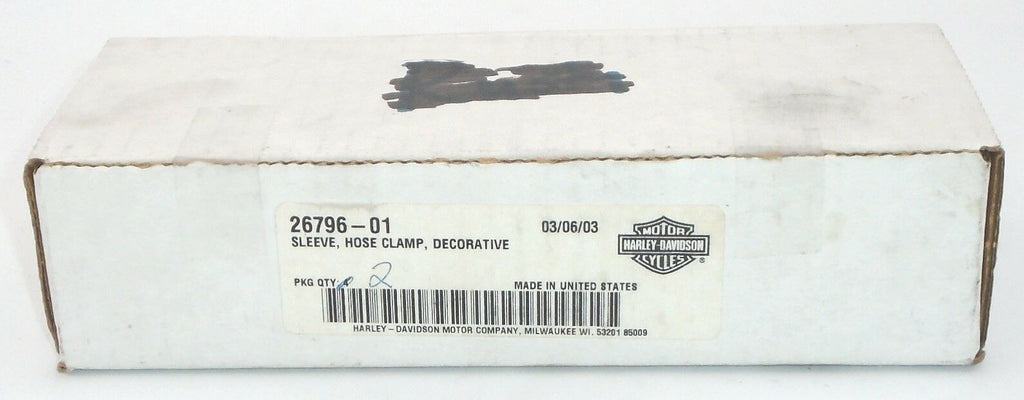 26796-01 03/06/03
SLEEVE, HOSE CLAMP, DECORATIVE
MOTOR
HARLEY-DAVIDSON
CYCLES
®
PKG QTY: 4 2
MADE IN UNITED STATES
HARLEY-DAVIDSON MOTOR COMPANY, MILWAUKEE WI. 53201 85009